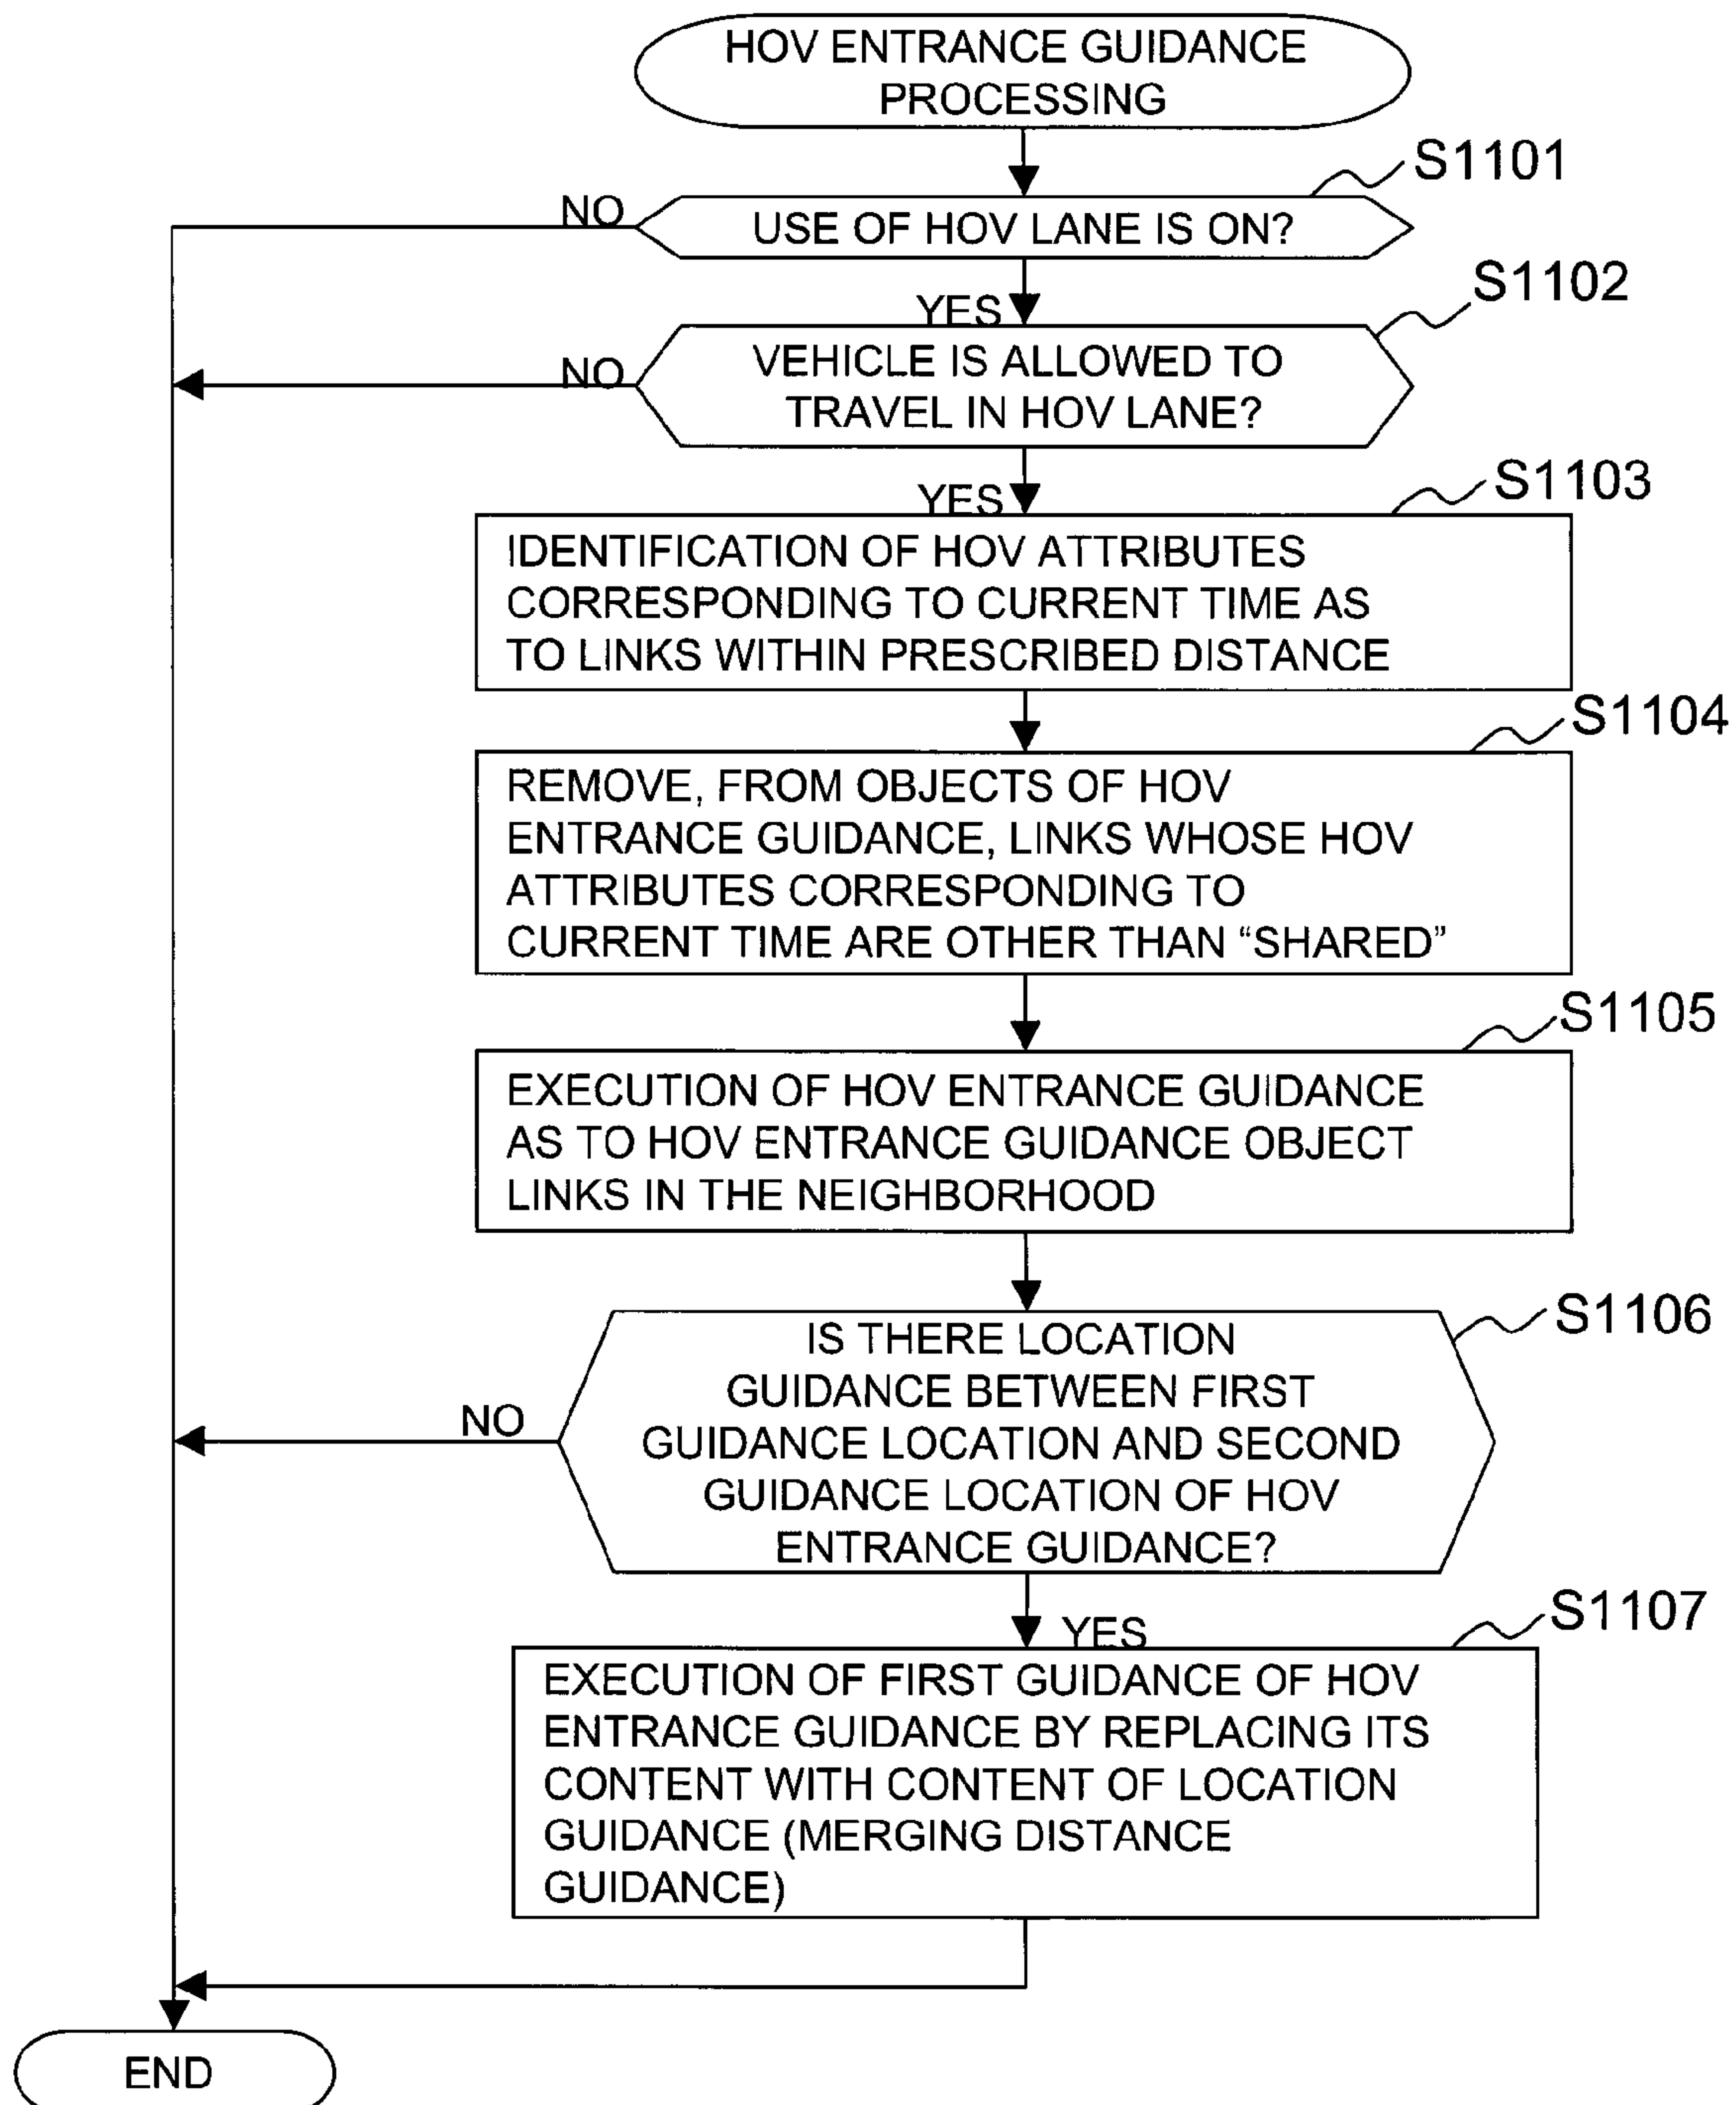 HOV ENTRANCE GUIDANCE
PROCESSING
S1101
NO
USE OF HOV LANE IS ON?
S1102
YES
VEHICLE IS ALLOWED TO
TRAVEL IN HOV LANE?
NO
S1103
YES
IDENTIFICATION OF HOV ATTRIBUTES
CORRESPONDING TO CURRENT TIME AS
TO LINKS WITHIN PRESCRIBED DISTANCE
S1104
REMOVE, FROM OBJECTS OF HOV
ENTRANCE GUIDANCE, LINKS WHOSE HOV
ATTRIBUTES CORRESPONDING TO
CURRENT TIME ARE OTHER THAN “SHARED”
S1105
EXECUTION OF HOV ENTRANCE GUIDANCE
AS TO HOV ENTRANCE GUIDANCE OBJECT
LINKS IN THE NEIGHBORHOOD
S1106
IS THERE LOCATION
GUIDANCE BETWEEN FIRST
GUIDANCE LOCATION AND SECOND
GUIDANCE LOCATION OF HOV
ENTRANCE GUIDANCE?
NO
S1107
YES
EXECUTION OF FIRST GUIDANCE OF HOV
ENTRANCE GUIDANCE BY REPLACING ITS
CONTENT WITH CONTENT OF LOCATION
GUIDANCE (MERGING DISTANCE
GUIDANCE)
END